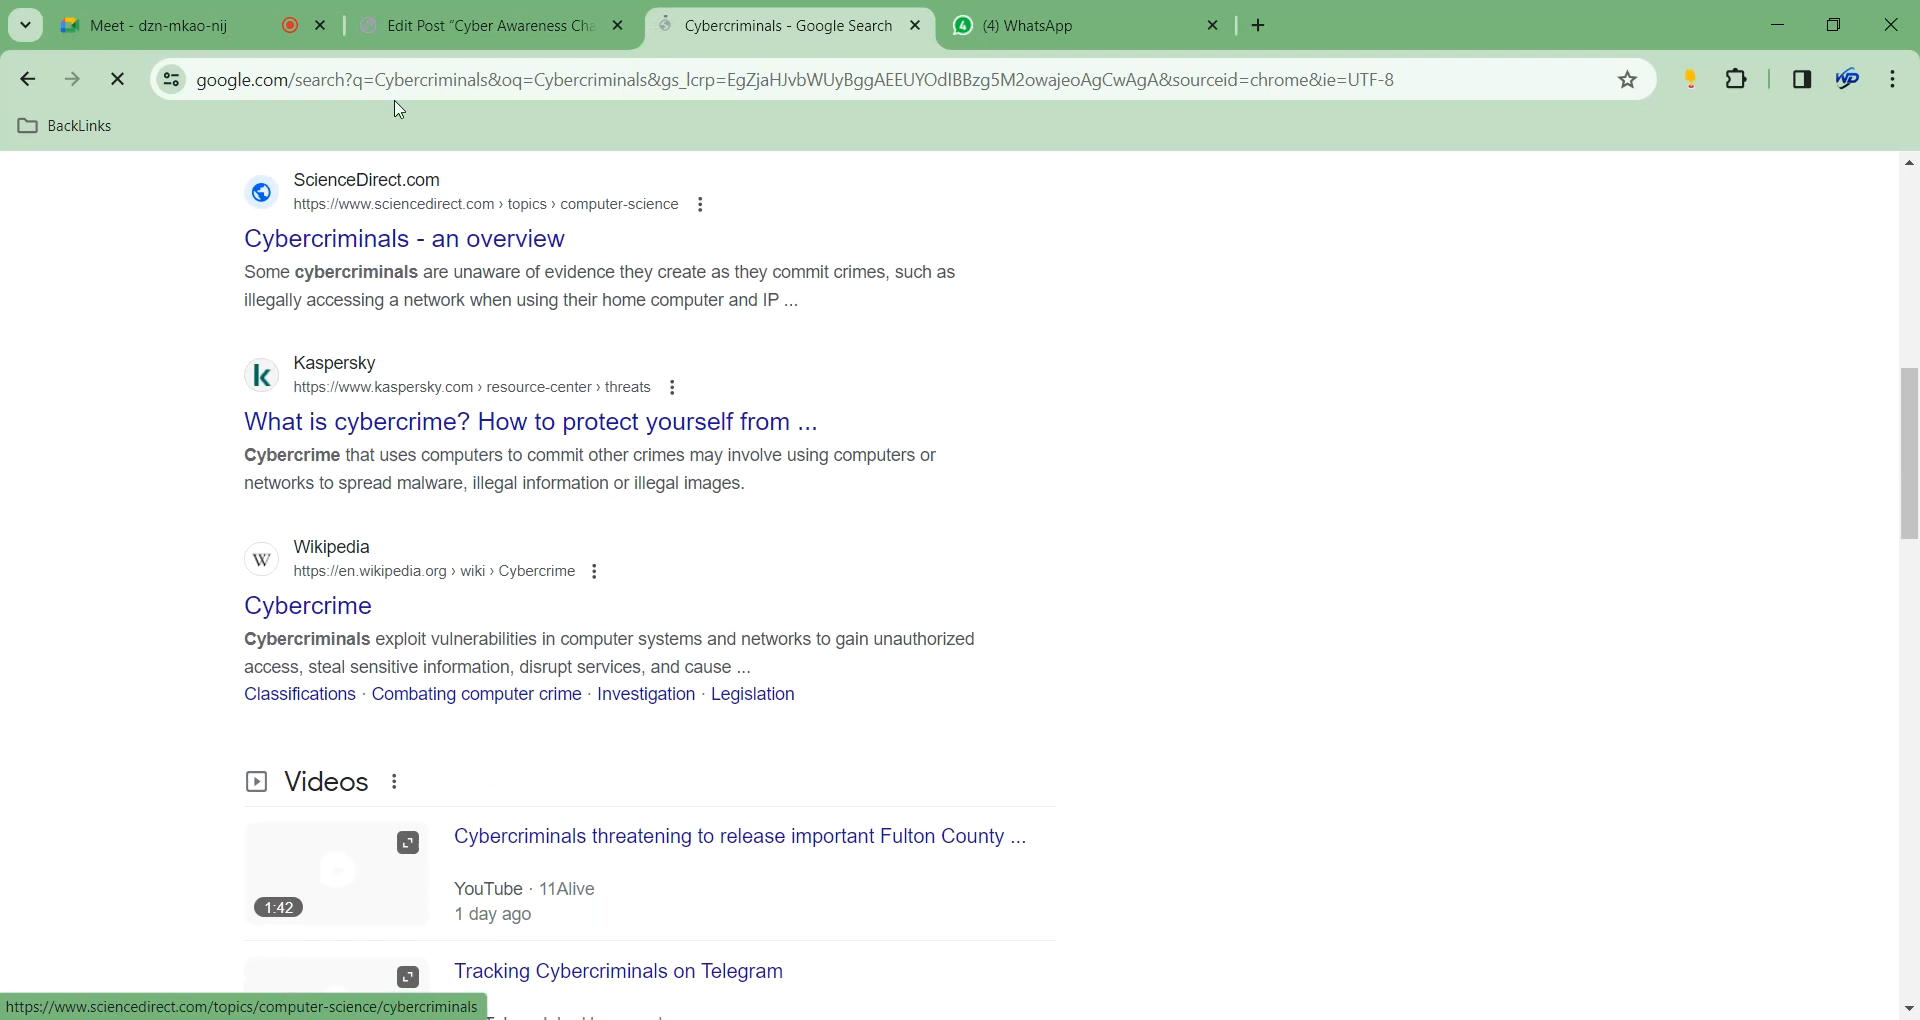 Meet - dzn-mkao-nij
Edit Post "Cyber Awareness Cha
Cybercriminals - Google Search
(4) WhatsApp
google.com/search?q=Cybercriminals&oq=Cybercriminals&gs_lcrp=EgZjaHJvbWUyBggAEEUYOdIBBzg5M2owajeoAgCwAgA&sourceid=chrome&ie=UTF-8
BackLinks
ScienceDirect.com
https://www.sciencedirect.com › topics › computer-science
Cybercriminals - an overview
Some cybercriminals are unaware of evidence they create as they commit crimes, such as
illegally accessing a network when using their home computer and IP ...
Kaspersky
https://www.kaspersky.com › resource-center › threats
What is cybercrime? How to protect yourself from ...
Cybercrime that uses computers to commit other crimes may involve using computers or
networks to spread malware, illegal information or illegal images.
Wikipedia
https://en.wikipedia.org › wiki › Cybercrime
Cybercrime
Cybercriminals exploit vulnerabilities in computer systems and networks to gain unauthorized
access, steal sensitive information, disrupt services, and cause ...
Classifications · Combating computer crime · Investigation · Legislation
Videos
Cybercriminals threatening to release important Fulton County ...
1:42
YouTube · 11Alive
1 day ago
Tracking Cybercriminals on Telegram
https://www.sciencedirect.com/topics/computer-science/cybercriminals